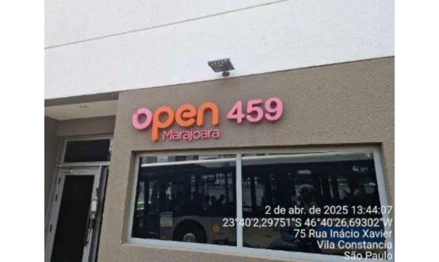 open 459
Marajoara
2 de abr. de 2025 13:44:07
23°40'2,29751"S 46°40'26,69302"W
75 Rua Inácio Xavier
Vila Constancia
São Paulo